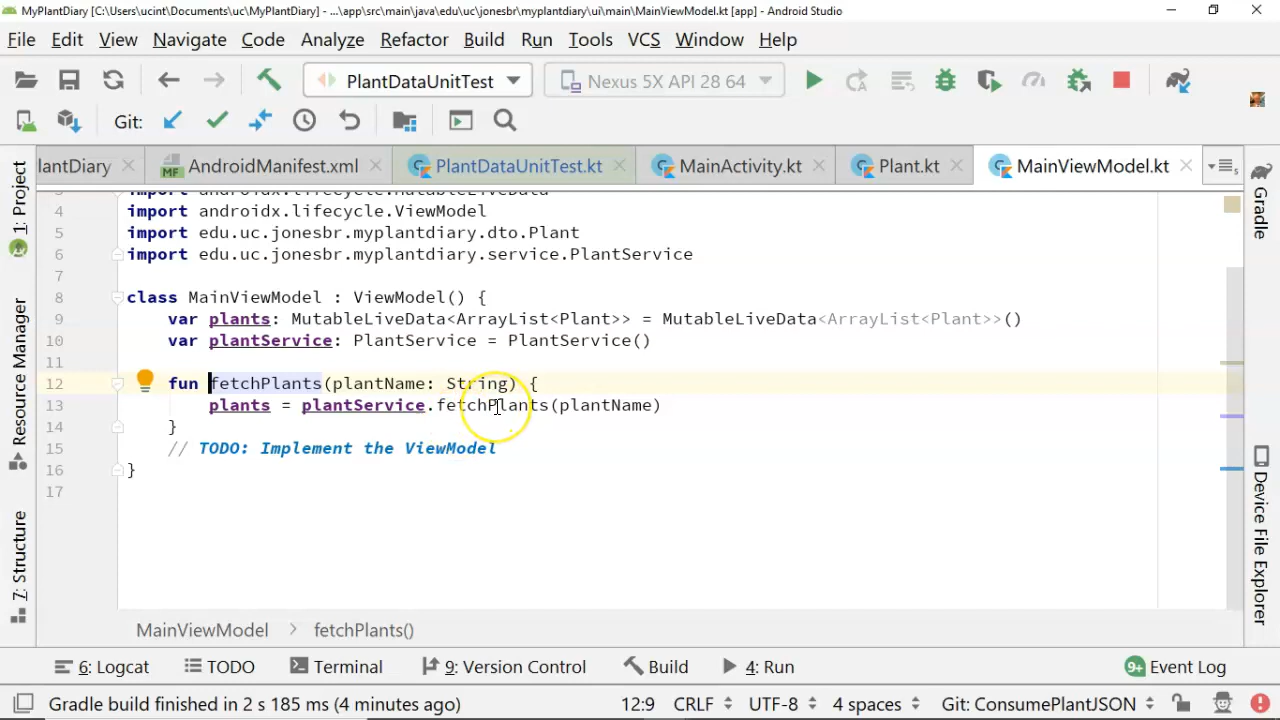 MyPlantDiary [C:\Users\ucint\Documents\uc\MyPlantDiary] - ...\app\src\main\java\edu\uc\jonesbr\myplantdiary\ui\main\MainViewModel.kt [app] - Android Studio
File Edit View Navigate Code Analyze Refactor Build Run Tools VCS Window Help
PlantDataUnitTest Nexus 5X API 28 64
Git:
lantDiary MF AndroidManifest.xml PlantDataUnitTest.kt MainActivity.kt Plant.kt MainViewModel.kt
1: Project
Resource Manager
7: Structure
Gradle
Device File Explorer
3 import androidx.lifecycle.MutableLiveData
4 import androidx.lifecycle.ViewModel
5 import edu.uc.jonesbr.myplantdiary.dto.Plant
6 import edu.uc.jonesbr.myplantdiary.service.PlantService
7
8 class MainViewModel : ViewModel() {
9 var plants: MutableLiveData<ArrayList<Plant>> = MutableLiveData<ArrayList<Plant>>()
10 var plantService: PlantService = PlantService()
11
12 fun fetchPlants(plantName: String) {
13 plants = plantService.fetchPlants(plantName)
14 }
15 // TODO: Implement the ViewModel
16 }
17
MainViewModel > fetchPlants()
6: Logcat TODO Terminal 9: Version Control Build 4: Run 9+ Event Log
Gradle build finished in 2 s 185 ms (4 minutes ago) 12:9 CRLF UTF-8 4 spaces Git: ConsumePlantJSON